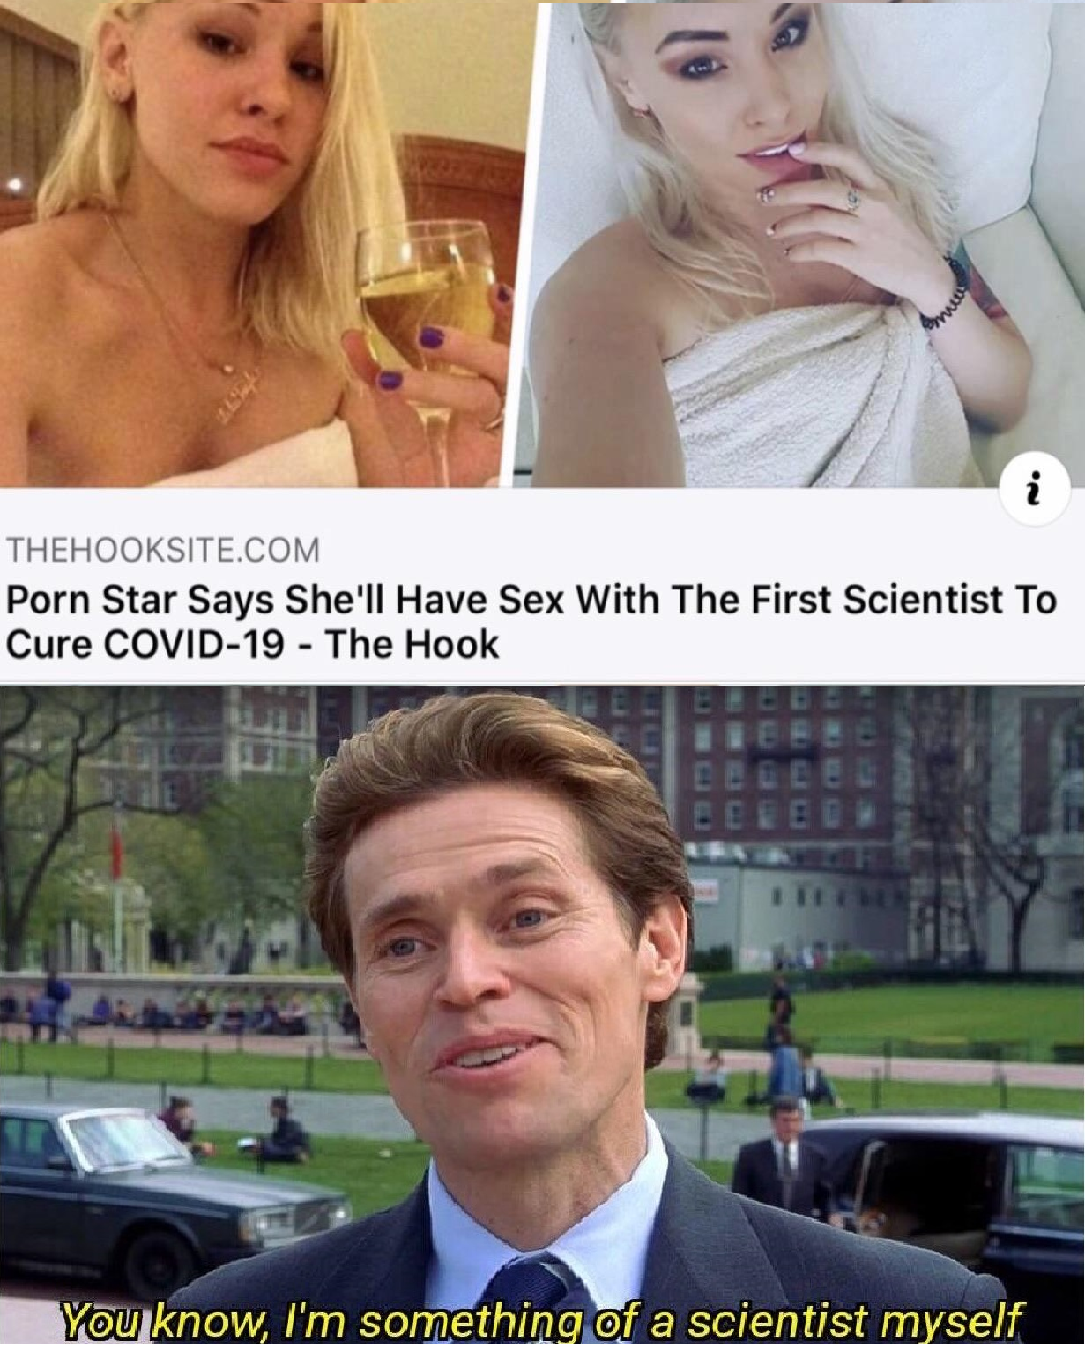 THEHOOKSITE.COM
Porn Star Says She'll Have Sex With The First Scientist To
Cure COVID-19 - The Hook
i
You know, I'm something of a scientist myself